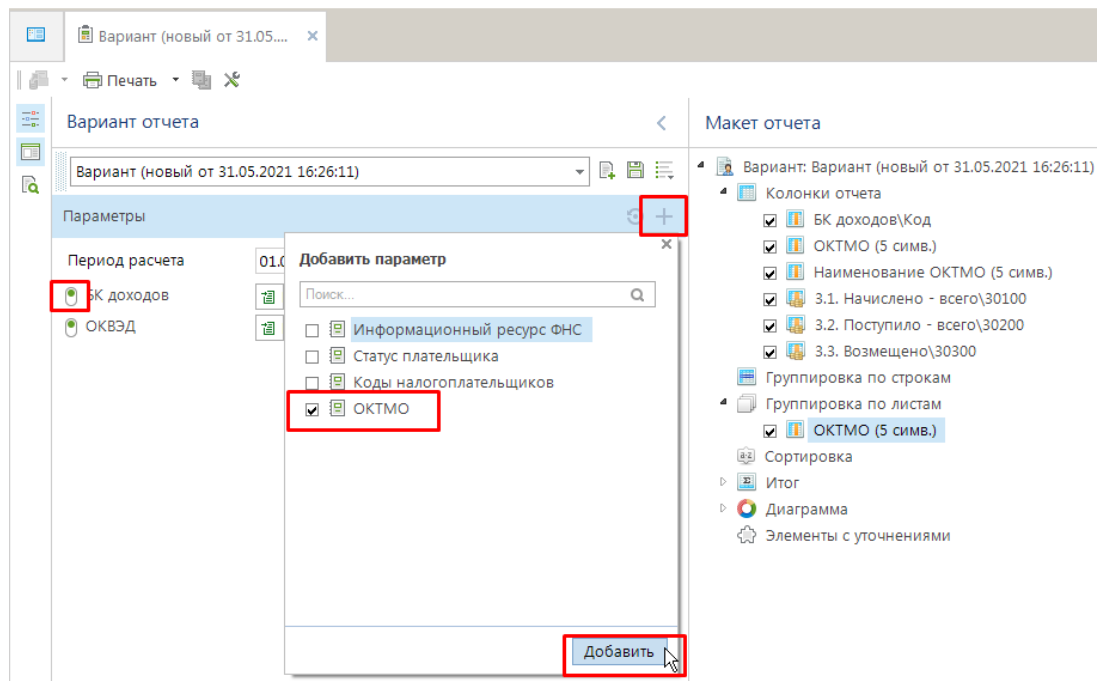 Вариант (новый от 31.05....
Печать
Вариант отчета
Вариант (новый от 31.05.2021 16:26:11)
Параметры
Период расчета
01.0
БК доходов
ОКВЭД
Добавить параметр
Поиск...
Информационный ресурс ФНС
Статус плательщика
Коды налогоплательщиков
ОКТМО
Добавить
Макет отчета
Вариант: Вариант (новый от 31.05.2021 16:26:11)
Колонки отчета
БК доходов\Код
ОКТМО (5 симв.)
Наименование ОКТМО (5 симв.)
3.1. Начислено - всего\30100
3.2. Поступило - всего\30200
3.3. Возмещено\30300
Группировка по строкам
Группировка по листам
ОКТМО (5 симв.)
Сортировка
Итог
Диаграмма
Элементы с уточнениями